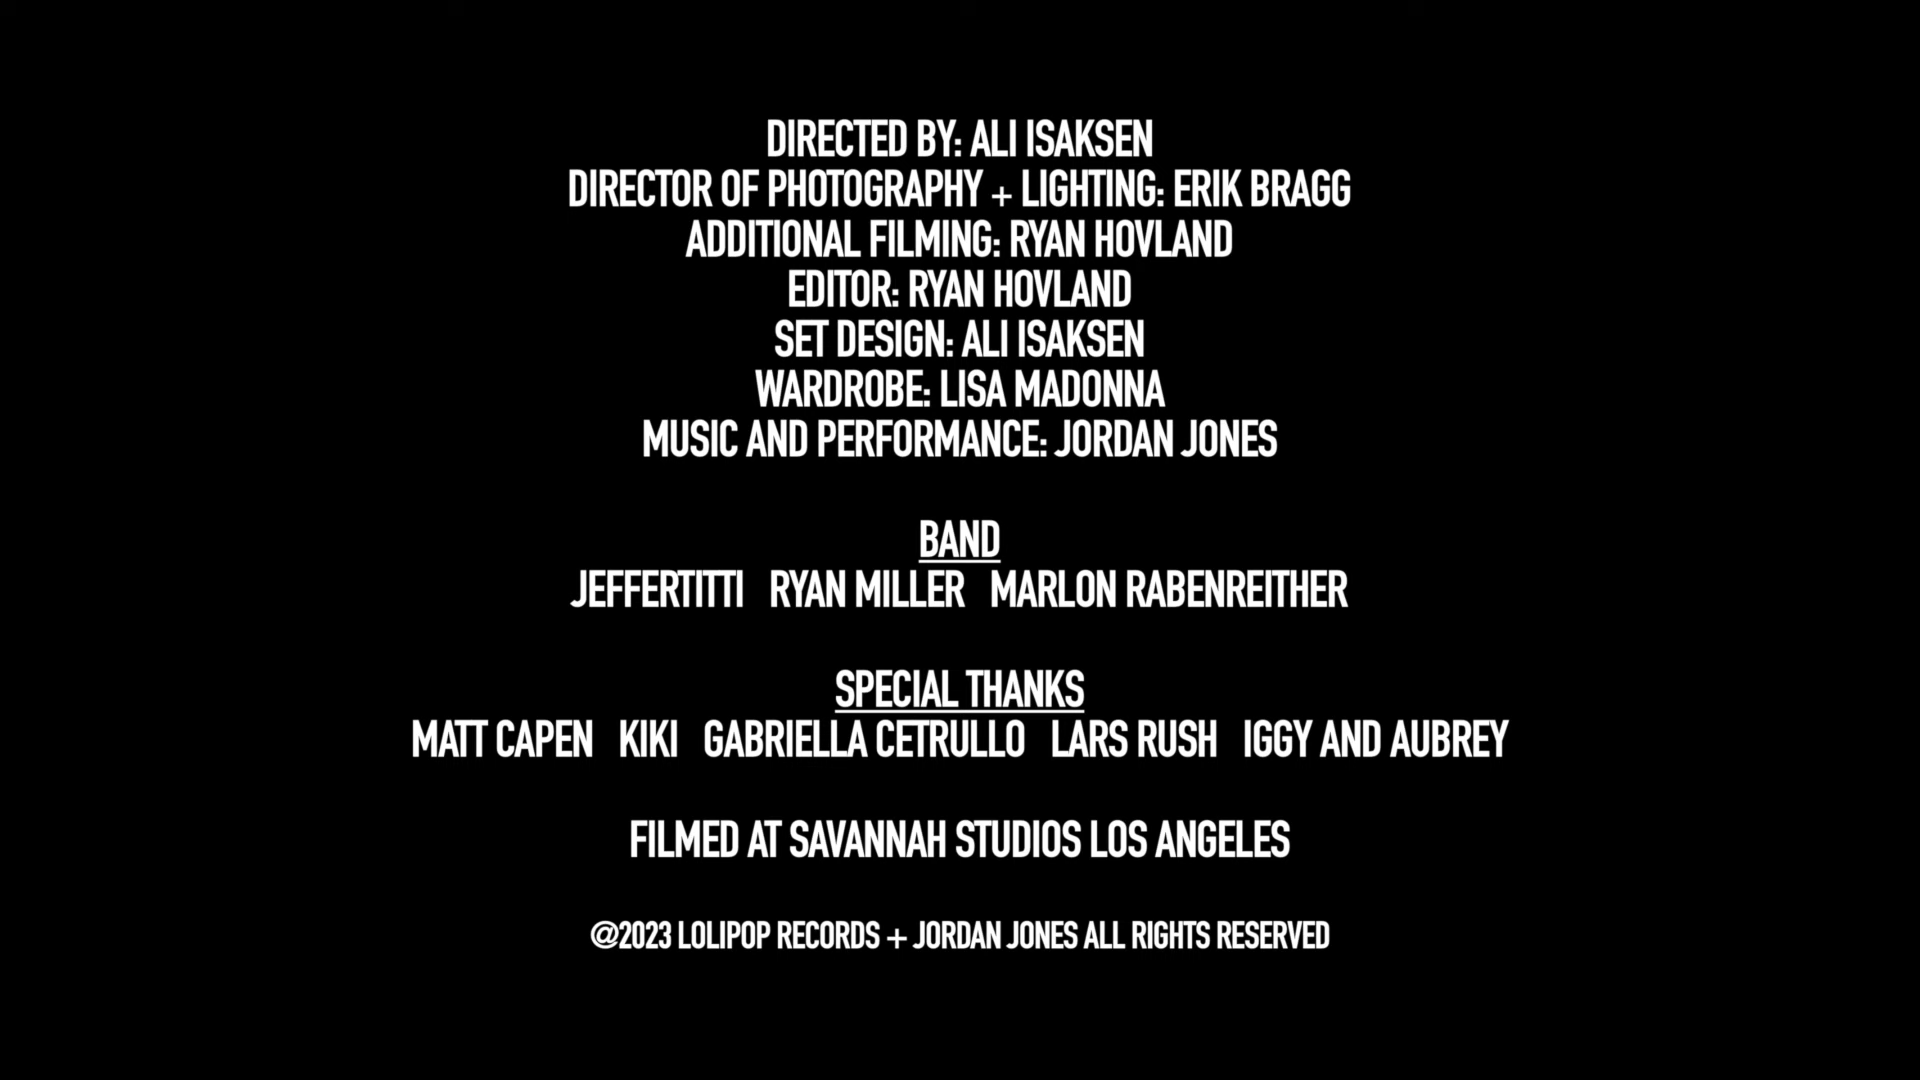 DIRECTED BY: ALI ISAKSEN
DIRECTOR OF PHOTOGRAPHY + LIGHTING: ERIK BRAGG
ADDITIONAL FILMING: RYAN HOVLAND
EDITOR: RYAN HOVLAND
SET DESIGN: ALI ISAKSEN
WARDROBE: LISA MADONNA
MUSIC AND PERFORMANCE: JORDAN JONES
BAND
JEFFERTITTI RYAN MILLER MARLON RABENREITHER
SPECIAL THANKS
MATT CAPEN KIKI GABRIELLA CETRULLO LARS RUSH IGGY AND AUBREY
FILMED AT SAVANNAH STUDIOS LOS ANGELES
@2023 LOLIPOP RECORDS + JORDAN JONES ALL RIGHTS RESERVED